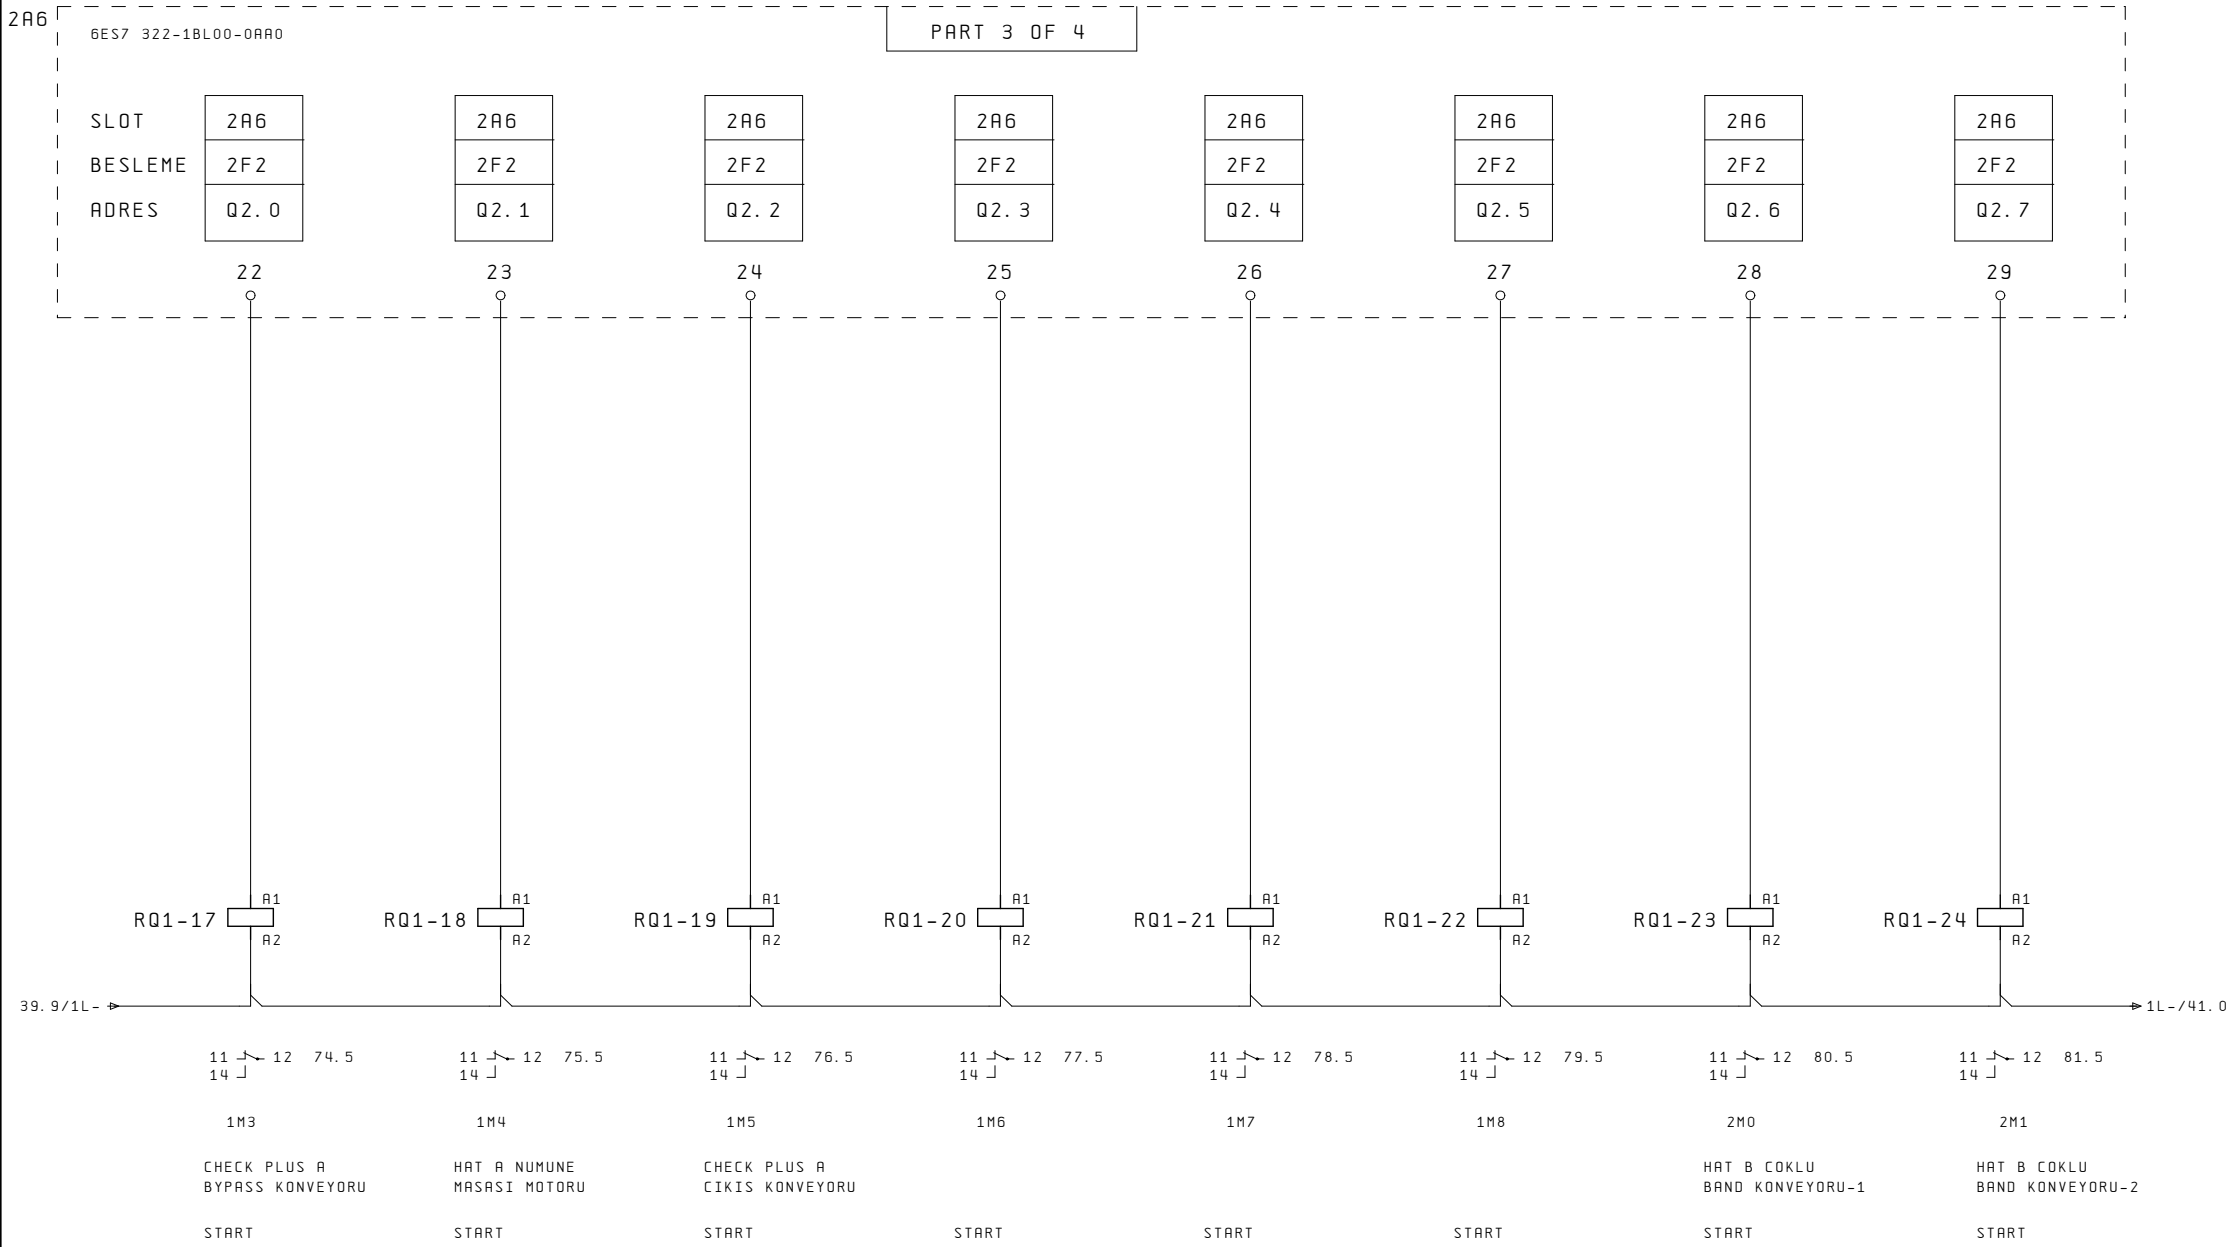 2A6
6ES7 322-1BL00-0AA0
PART 3 OF 4
SLOT 2A6 2A6 2A6 2A6 2A6 2A6 2A6 2A6
BESLEME 2F2 2F2 2F2 2F2 2F2 2F2 2F2 2F2
ADRES Q2.0 Q2.1 Q2.2 Q2.3 Q2.4 Q2.5 Q2.6 Q2.7
22 23 24 25 26 27 28 29
A1 A1 A1 A1 A1 A1 A1 A1
RQ1-17 RQ1-18 RQ1-19 RQ1-20 RQ1-21 RQ1-22 RQ1-23 RQ1-24
A2 A2 A2 A2 A2 A2 A2 A2
39.9/1L- 1L-/41.0
11 12 74.5 11 12 75.5 11 12 76.5 11 12 77.5 11 12 78.5 11 12 79.5 11 12 80.5 11 12 81.5
14 14 14 14 14 14 14 14
1M3 1M4 1M5 1M6 1M7 1M8 2M0 2M1
CHECK PLUS A HAT A NUMUNE CHECK PLUS A HAT B COKLU HAT B COKLU
BYPASS KONVEYORU MASASI MOTORU CIKIS KONVEYORU BAND KONVEYORU-1 BAND KONVEYORU-2
START START START START START START START START